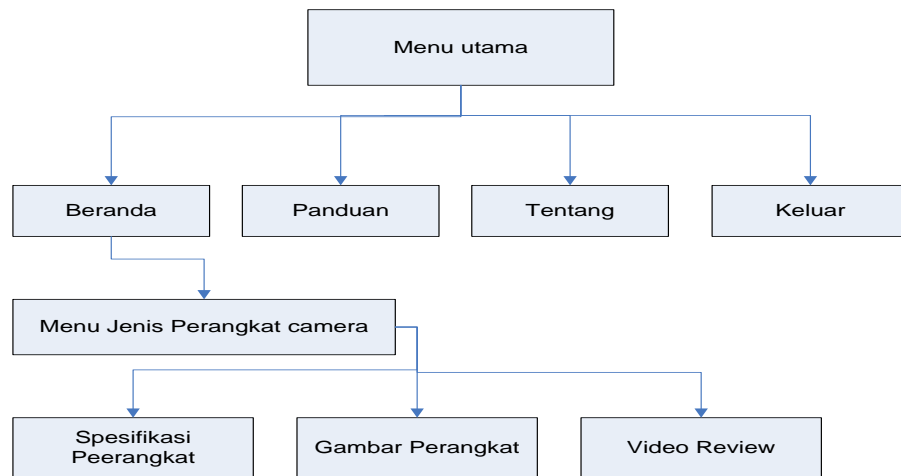 Menu utama
Beranda
Panduan
Tentang
Keluar
Menu Jenis Perangkat camera
Spesifikasi
Peerangkat
Gambar Perangkat
Video Review